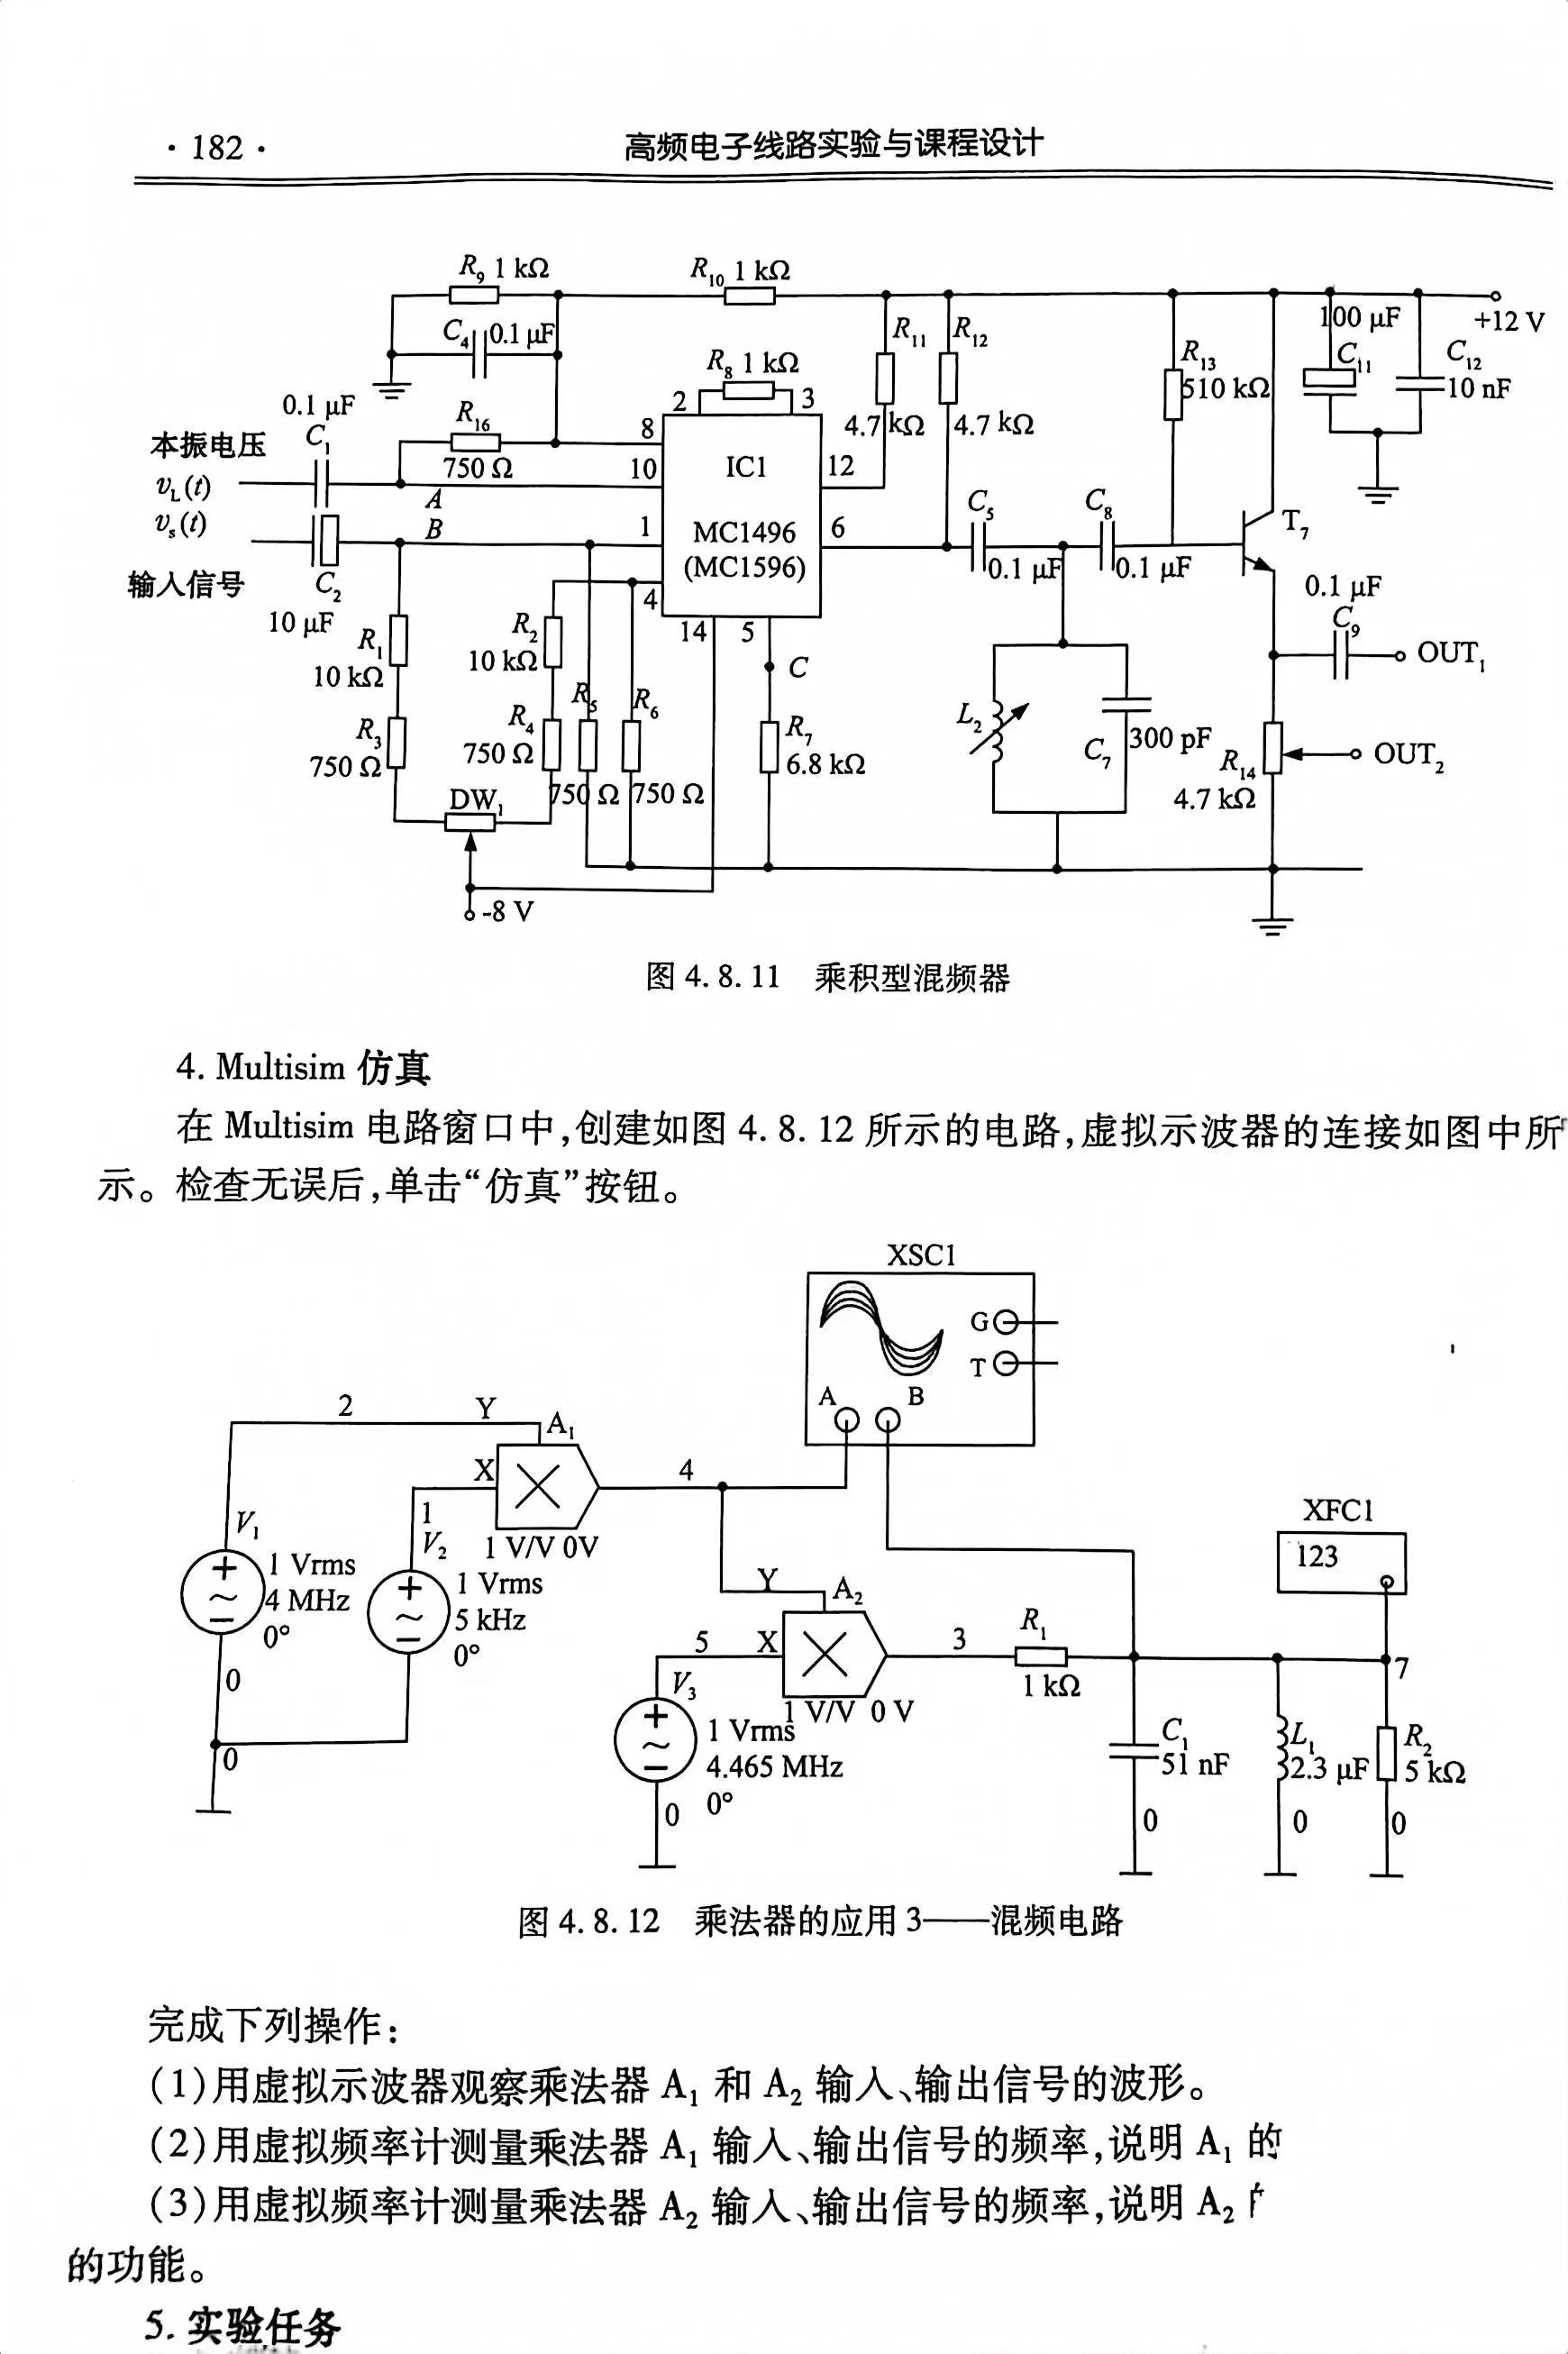 · 182 ·
高频电子线路实验与课程设计
R₉ 1 kΩ
R₁₀ 1 kΩ
+12 V
C₄ 0.1 μF
R₈ 1 kΩ
R₁₁
4.7 kΩ
R₁₂
4.7 kΩ
R₁₃
510 kΩ
100 μF
C₁₁
C₁₂
10 nF
0.1 μF
C₁
R₁₆
750 Ω
本振电压
v_L(t)
v_s(t)
输入信号
C₂
10 μF
A
B
2
3
8
10
1
4
14
5
12
6
IC1
MC1496
(MC1596)
C₅
0.1 μF
C₈
0.1 μF
T₇
0.1 μF
C₉
OUT₁
R₁
10 kΩ
R₂
10 kΩ
R₃
750 Ω
R₄
750 Ω
R₅
750 Ω
R₆
750 Ω
C
R₇
6.8 kΩ
L₂
C₇
300 pF
R₁₄
4.7 kΩ
OUT₂
DW₁
-8 V
图 4.8.11 乘积型混频器
4. Multisim 仿真
在 Multisim 电路窗口中,创建如图 4.8.12 所示的电路,虚拟示波器的连接如图中所
示。检查无误后,单击“仿真”按钮。
XSC1
G
T
A
B
2
Y
A₁
X
1
4
1 V/V 0V
V₁
1 Vrms
4 MHz
0°
V₂
1 Vrms
5 kHz
0°
0
0
Y
A₂
5
X
3
1 V/V 0 V
V₃
1 Vrms
4.465 MHz
0°
0
R₁
1 kΩ
XFC1
123
7
C₁
51 nF
0
L₁
2.3 μF
0
R₂
5 kΩ
0
图 4.8.12 乘法器的应用 3——混频电路
完成下列操作:
(1)用虚拟示波器观察乘法器 A₁ 和 A₂ 输入、输出信号的波形。
(2)用虚拟频率计测量乘法器 A₁ 输入、输出信号的频率,说明 A₁ 的
(3)用虚拟频率计测量乘法器 A₂ 输入、输出信号的频率,说明 A₂
的功能。
5. 实验任务